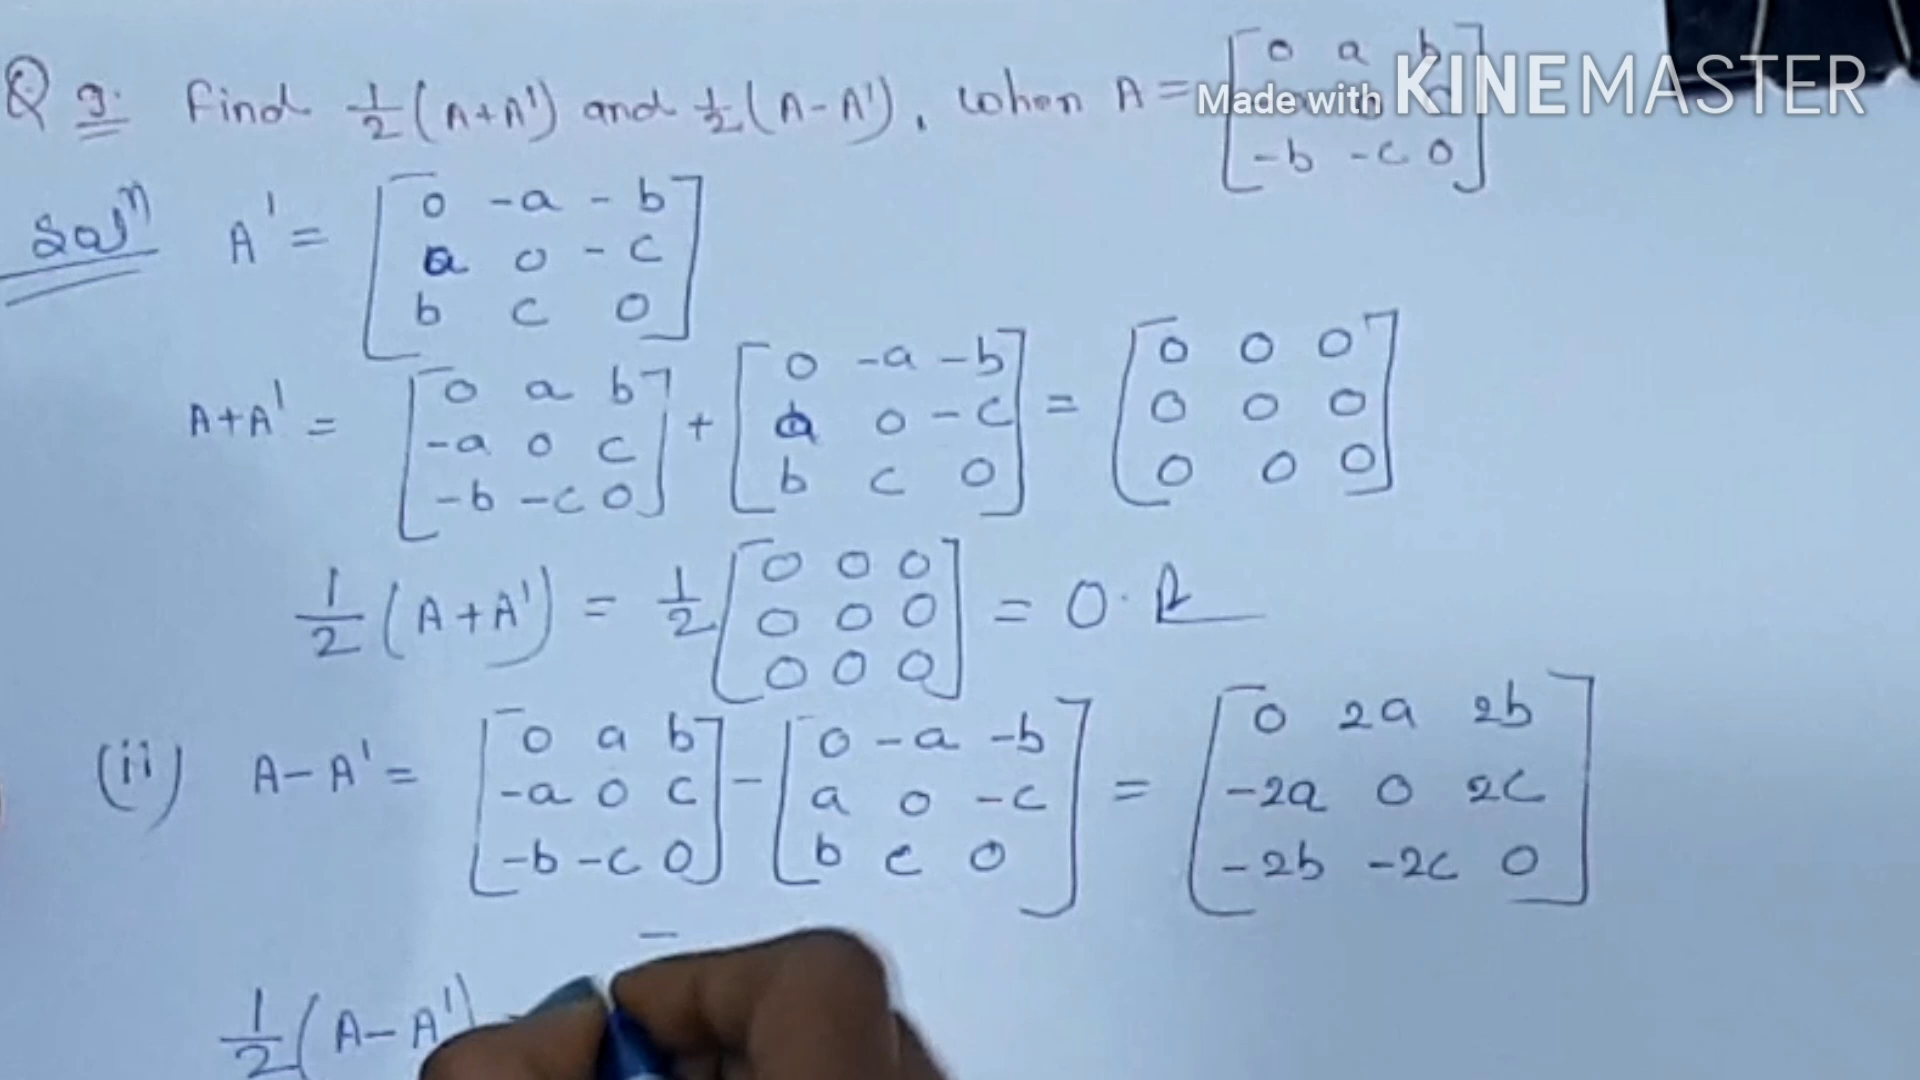 Q 9. Find 1/2 (A+A') and 1/2 (A-A'), when A = [0 a b
-b -c 0]
Made with KINEMASTER
Solⁿ A' = [0 -a -b
a 0 -c
b c 0]
A+A' = [0 a b + [0 -a -b = [0 0 0
-a 0 c a 0 -c 0 0 0
-b -c 0] b c 0] 0 0 0]
1/2 (A+A') = 1/2 [0 0 0 = 0.
0 0 0
0 0 0]
(ii) A-A' = [0 a b - [0 -a -b = [0 2a 2b
-a 0 c a 0 -c -2a 0 2c
-b -c 0] b c 0] -2b -2c 0]
1/2 (A-A')